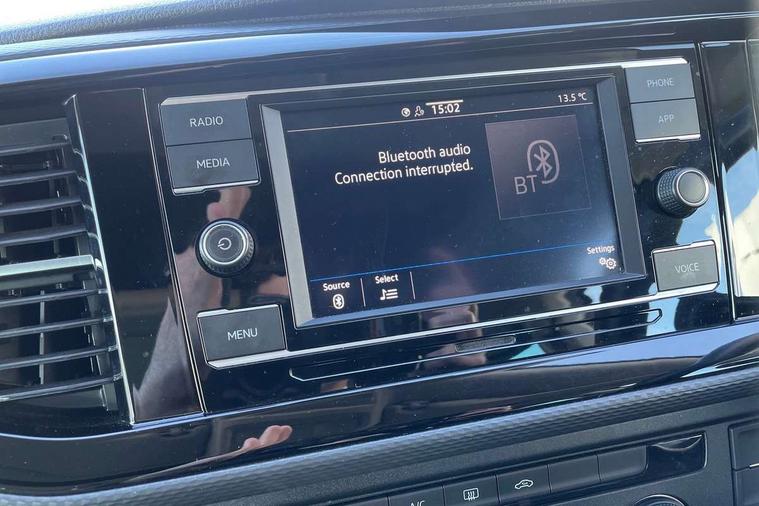 RADIO
MEDIA
MENU
15:02
13.5 °C
Bluetooth audio
Connection interrupted.
BT
Source
Select
Settings
PHONE
APP
VOICE
A/C